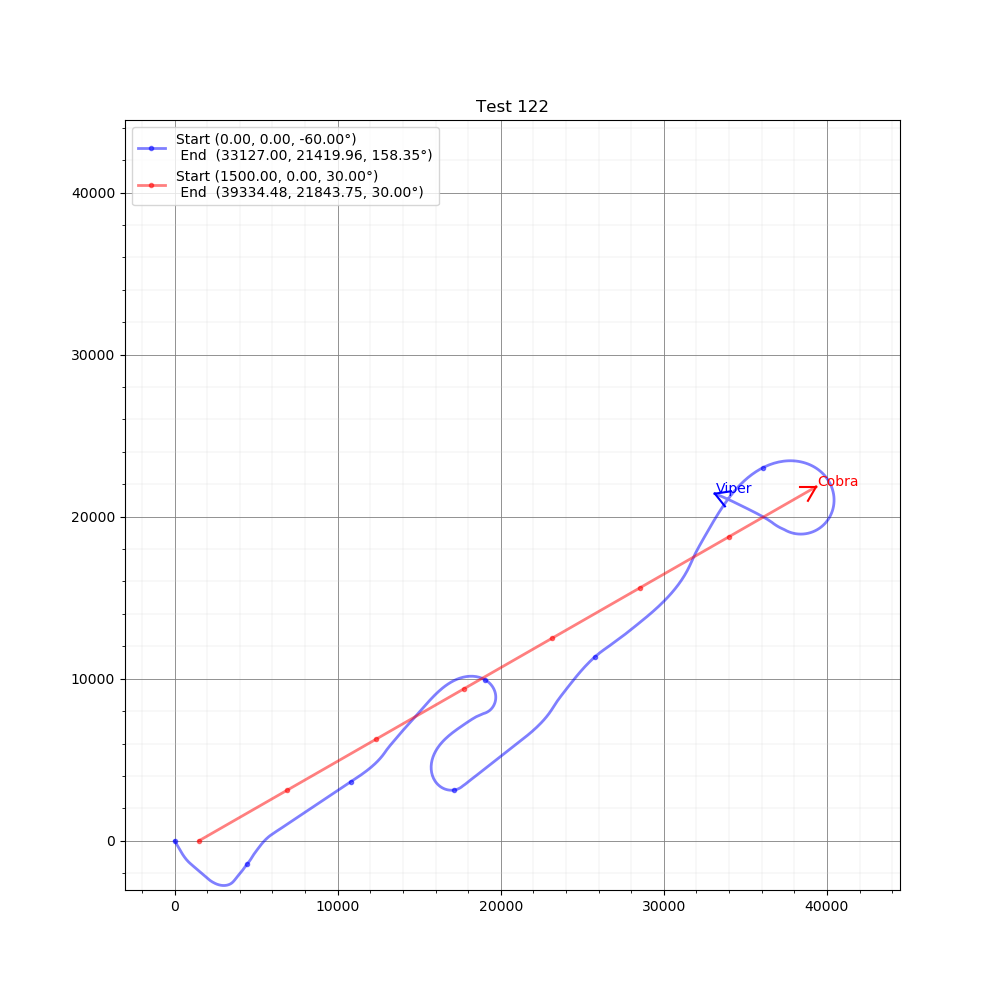 Test 122
Start (0.00, 0.00, -60.00°)
End (33127.00, 21419.96, 158.35°)
Start (1500.00, 0.00, 30.00°)
End (39334.48, 21843.75, 30.00°)
40000
30000
20000
10000
0
Viper
Cobra
0
10000
20000
30000
40000